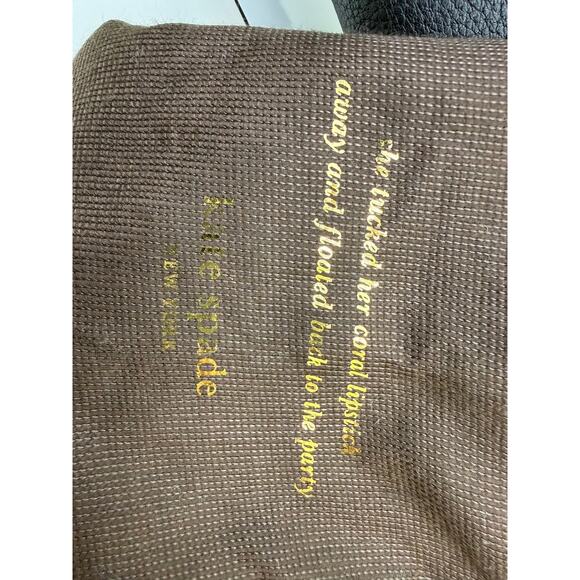 she tucked her coral lipstick
away and floated back to the party
kate spade
NEW YORK